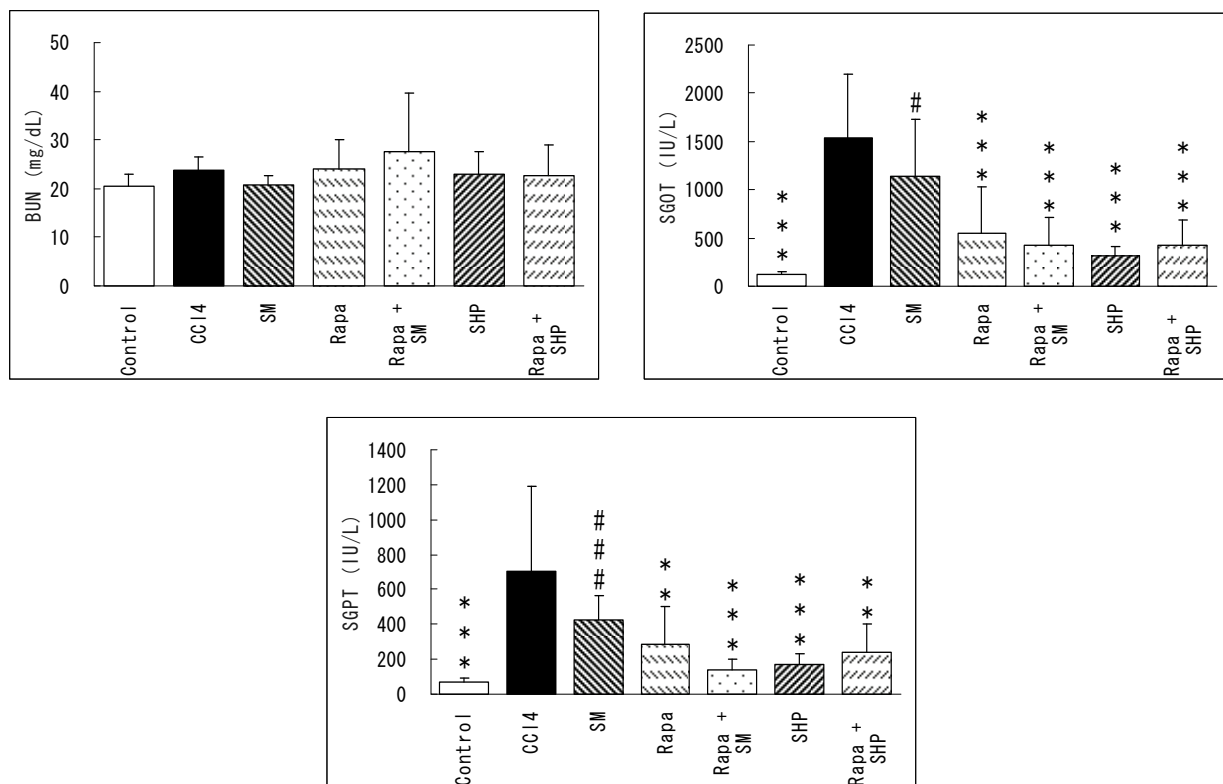 50
40
30
20
10
0
BUN (mg/dL)
Control
CCl4
SM
Rapa
Rapa +
SM
SHP
Rapa +
SHP
2500
2000
1500
1000
500
0
SGOT (IU/L)
***
#
***
***
***
***
Control
CCl4
SM
Rapa
Rapa +
SM
SHP
Rapa +
SHP
1400
1200
1000
800
600
400
200
0
SGPT (IU/L)
***
###
**
***
***
**
Control
CCl4
SM
Rapa
Rapa +
SM
SHP
Rapa +
SHP